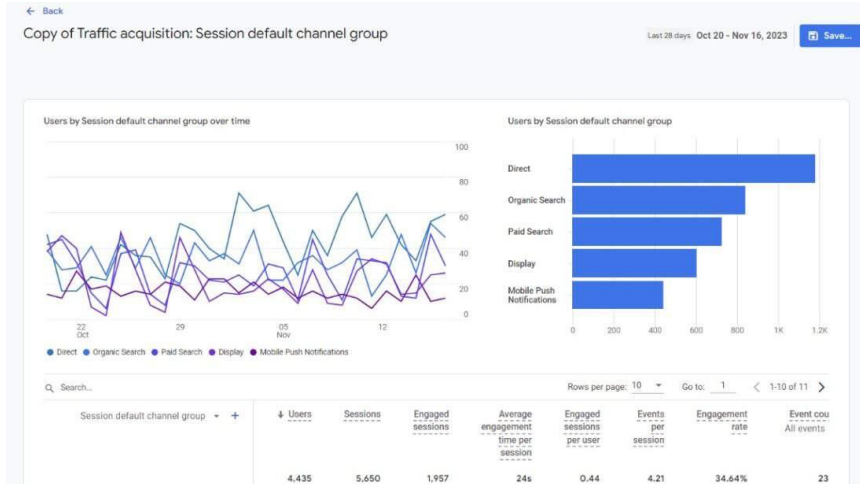 ← Back
Copy of Traffic acquisition: Session default channel group
Last 28 days Oct 20 - Nov 16, 2023
Save...
Users by Session default channel group over time
100
80
60
40
20
0
22
Oct
29
05
Nov
12
Direct Organic Search Paid Search Display Mobile Push Notifications
Users by Session default channel group
Direct
Organic Search
Paid Search
Display
Mobile Push
Notifications
0 200 400 600 800 1K 1.2K
Search...
Rows per page: 10 Go to: 1 < 1-10 of 11 >
Session default channel group +
↓ Users
Sessions
Engaged
sessions
Average
engagement
time per
session
Engaged
sessions
per user
Events
per
session
Engagement
rate
Event cou
All events
4,435 5,650 1,957 24s 0.44 4.21 34.64% 23